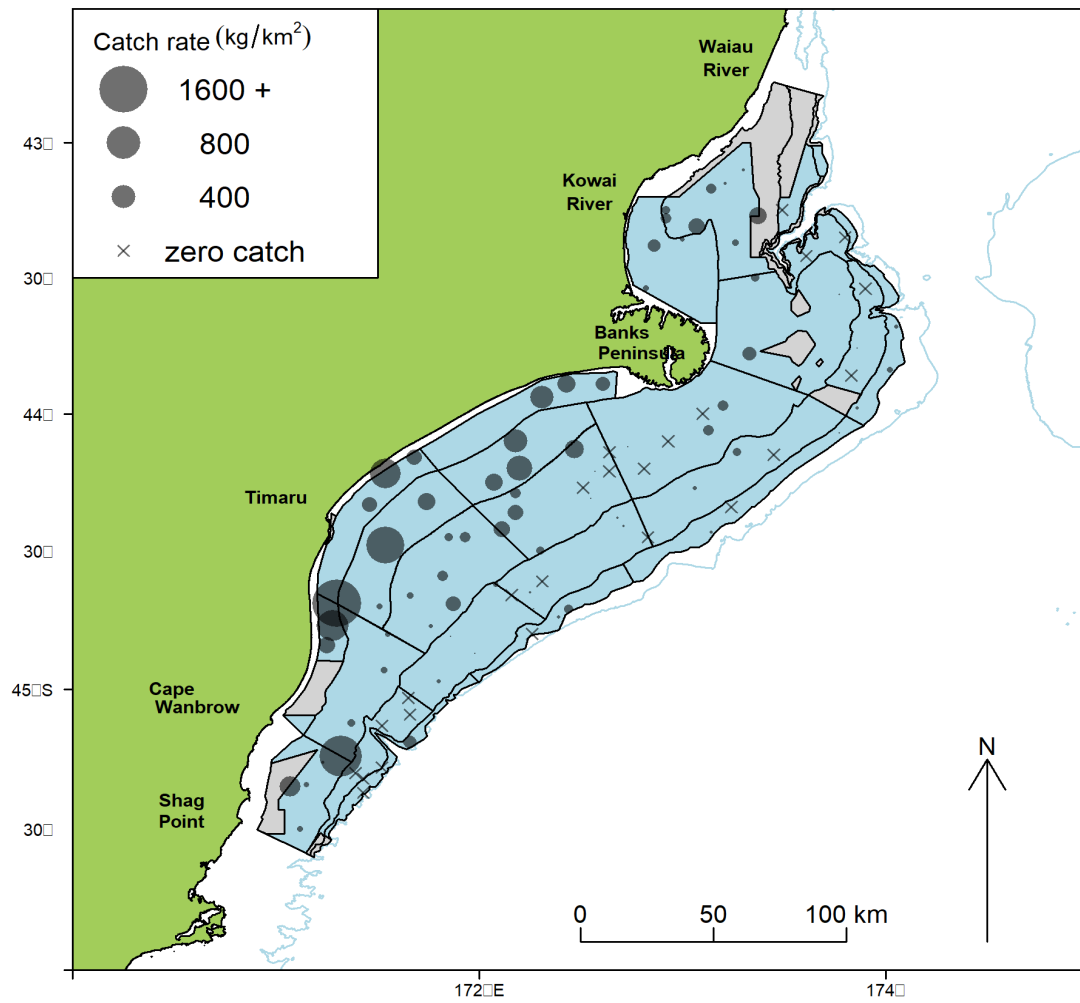 Catch rate (kg/km²)
1600 +
800
400
zero catch
Waiau
River
43□
Kowai
River
30□
Banks
Peninsula
44□
Timaru
30□
45□S
Cape
Wanbrow
N
Shag
Point
30□
0 50 100 km
172□E
174□